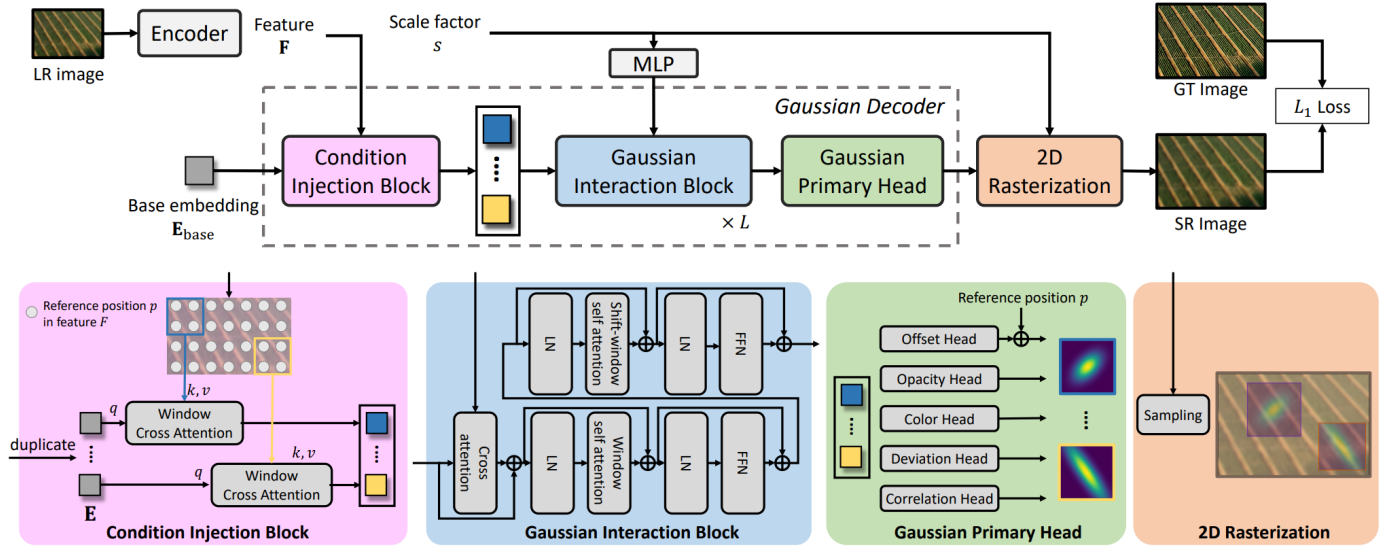 LR image
Encoder
Feature
F
Scale factor
s
MLP
GT Image
L₁ Loss
Gaussian Decoder
Base embedding
E_base
Condition
Injection Block
Gaussian
Interaction Block
× L
Gaussian
Primary Head
2D
Rasterization
SR Image
Reference position p
in feature F
k, v
q
Window
Cross Attention
duplicate
k, v
q
Window
Cross Attention
E
Condition Injection Block
LN
Shift-window
self attention
LN
FFN
Cross
attention
LN
Window
self attention
LN
FFN
Gaussian Interaction Block
Reference position p
Offset Head
Opacity Head
Color Head
Deviation Head
Correlation Head
Gaussian Primary Head
Sampling
2D Rasterization